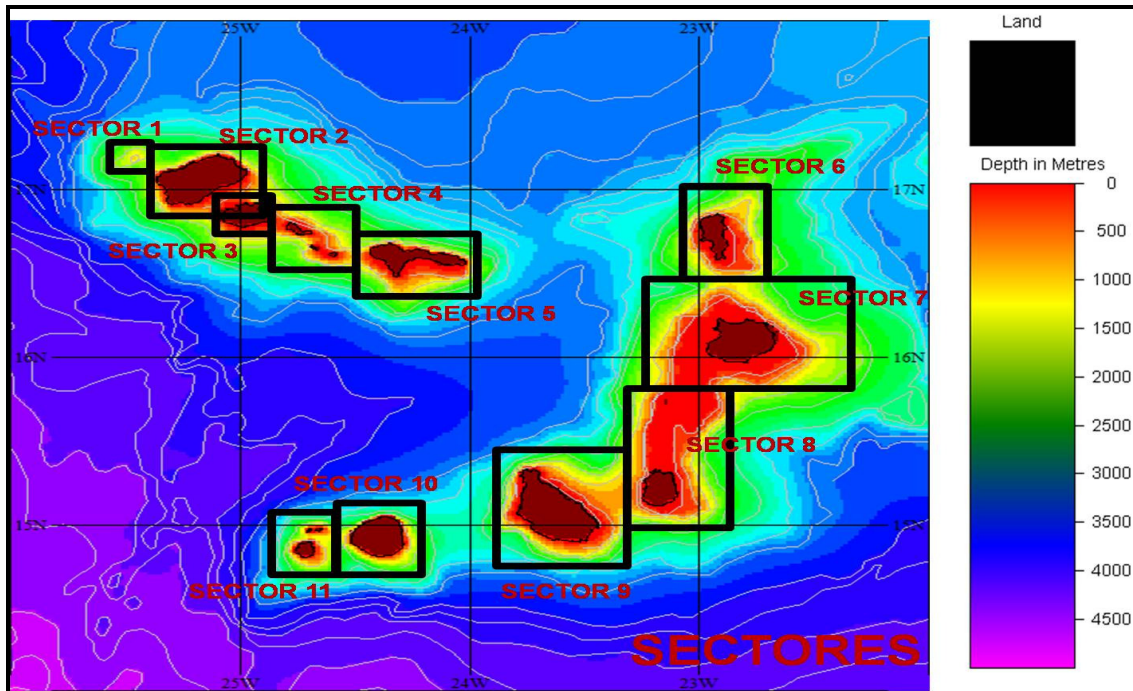 25W 24W 23W
Land
SECTOR 1
SECTOR 2
SECTOR 6
Depth in Metres
17N
SECTOR 4
0
SECTOR 3
500
SECTOR 7
1000
SECTOR 5
1500
16N 16N
2000
SECTOR 8
2500
SECTOR 10
3000
15N 15N
3500
SECTOR 11
SECTOR 9
4000
SECTORES
4500
25W 24W 23W